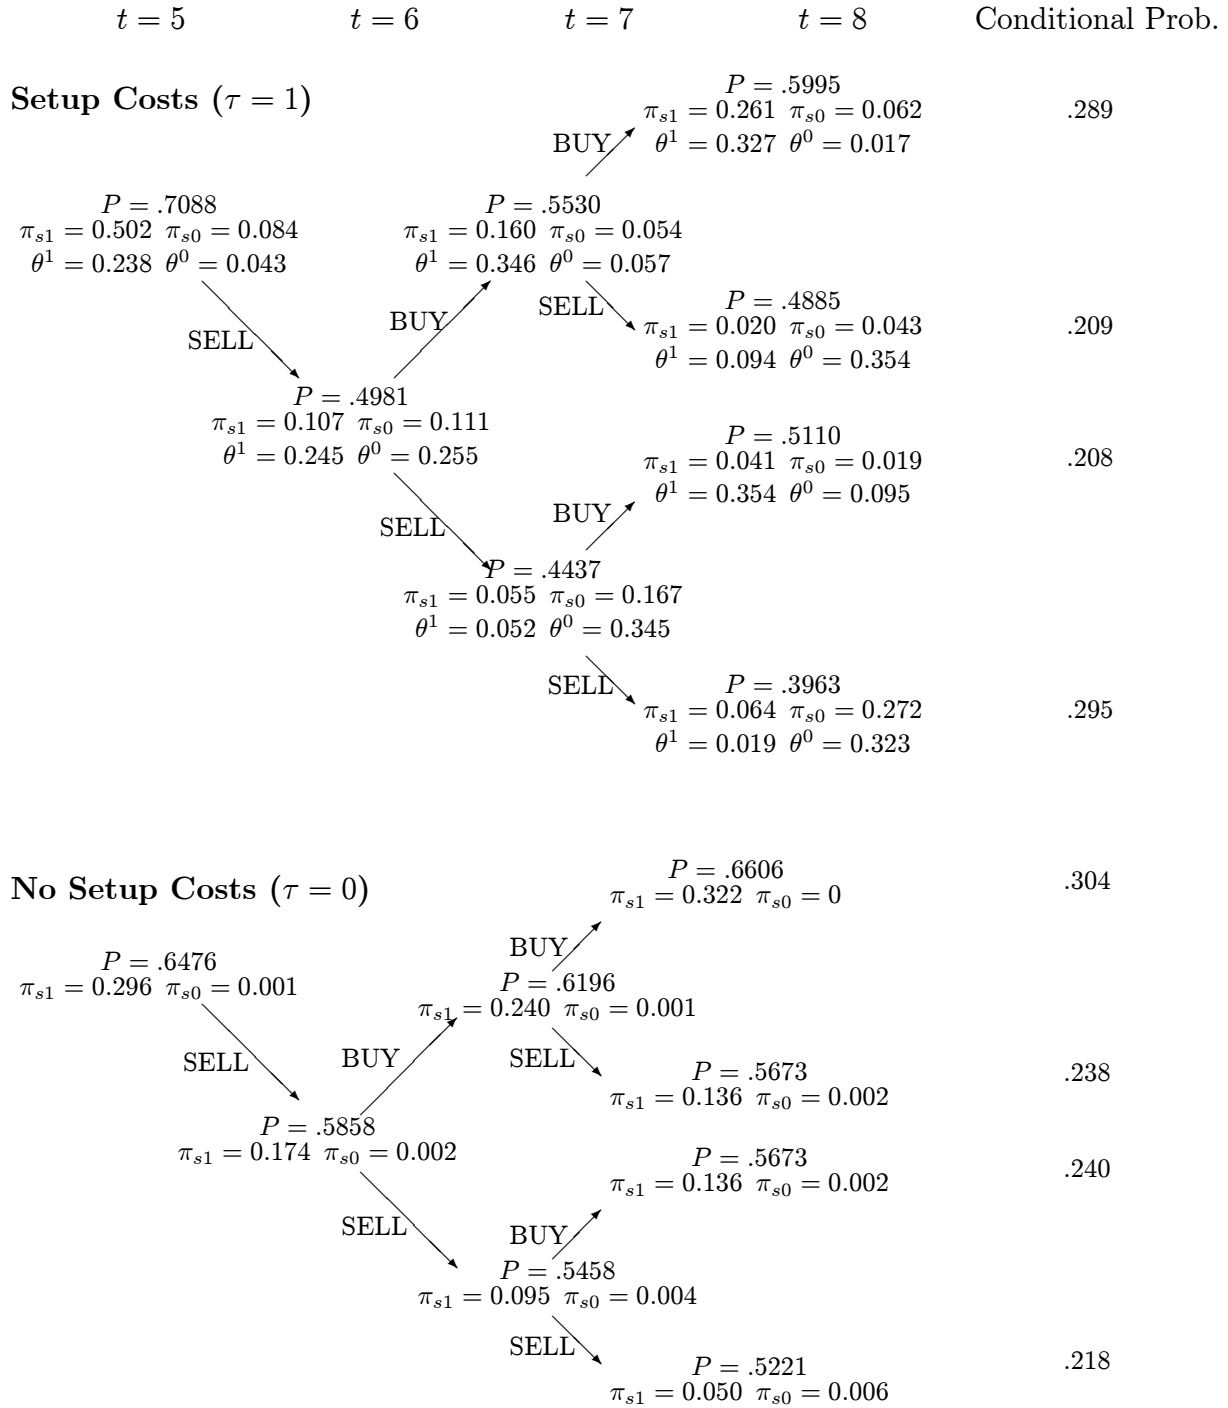 t = 5 t = 6 t = 7 t = 8 Conditional Prob.
Setup Costs (τ = 1)
P = .5995
π_{s1} = 0.261 π_{s0} = 0.062 .289
θ^1 = 0.327 θ^0 = 0.017
BUY
P = .7088 P = .5530
π_{s1} = 0.502 π_{s0} = 0.084 π_{s1} = 0.160 π_{s0} = 0.054
θ^1 = 0.238 θ^0 = 0.043 θ^1 = 0.346 θ^0 = 0.057
SELL BUY SELL
P = .4885
π_{s1} = 0.020 π_{s0} = 0.043 .209
θ^1 = 0.094 θ^0 = 0.354
P = .4981
π_{s1} = 0.107 π_{s0} = 0.111
θ^1 = 0.245 θ^0 = 0.255
P = .5110
π_{s1} = 0.041 π_{s0} = 0.019 .208
θ^1 = 0.354 θ^0 = 0.095
SELL BUY
P = .4437
π_{s1} = 0.055 π_{s0} = 0.167
θ^1 = 0.052 θ^0 = 0.345
SELL
P = .3963
π_{s1} = 0.064 π_{s0} = 0.272 .295
θ^1 = 0.019 θ^0 = 0.323
No Setup Costs (τ = 0)
P = .6606
π_{s1} = 0.322 π_{s0} = 0 .304
BUY
P = .6476
π_{s1} = 0.296 π_{s0} = 0.001
P = .6196
π_{s1} = 0.240 π_{s0} = 0.001
SELL BUY SELL
P = .5673
π_{s1} = 0.136 π_{s0} = 0.002 .238
P = .5858
π_{s1} = 0.174 π_{s0} = 0.002
P = .5673
π_{s1} = 0.136 π_{s0} = 0.002 .240
SELL BUY
P = .5458
π_{s1} = 0.095 π_{s0} = 0.004
SELL
P = .5221
π_{s1} = 0.050 π_{s0} = 0.006 .218